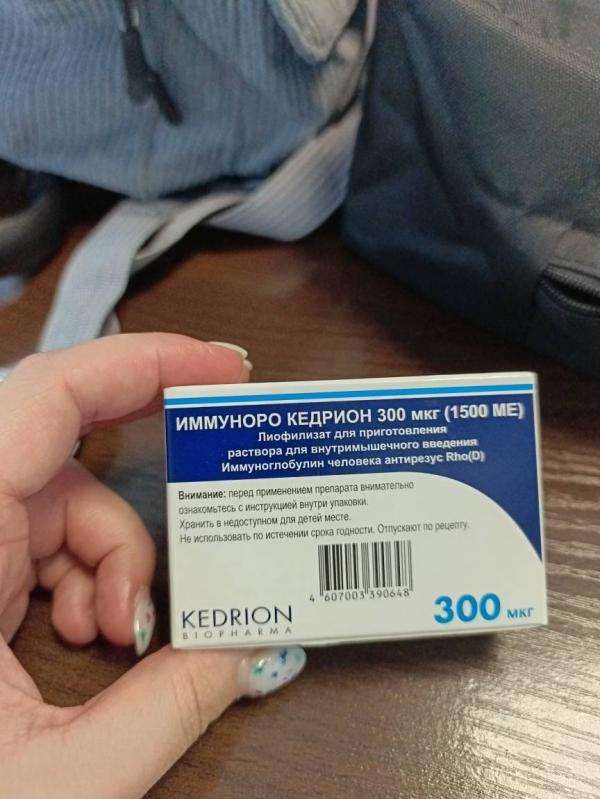 ИММУНОРО КЕДРИОН 300 мкг (1500 МЕ)
Лиофилизат для приготовления
раствора для внутримышечного введения
Иммуноглобулин человека антирезус Rho(D)
Внимание: перед применением препарата внимательно
ознакомьтесь с инструкцией внутри упаковки.
Хранить в недоступном для детей месте.
Не использовать по истечении срока годности. Отпускают по рецепту.
4 607003 390648
KEDRION
BIOPHARMA
300 мкг